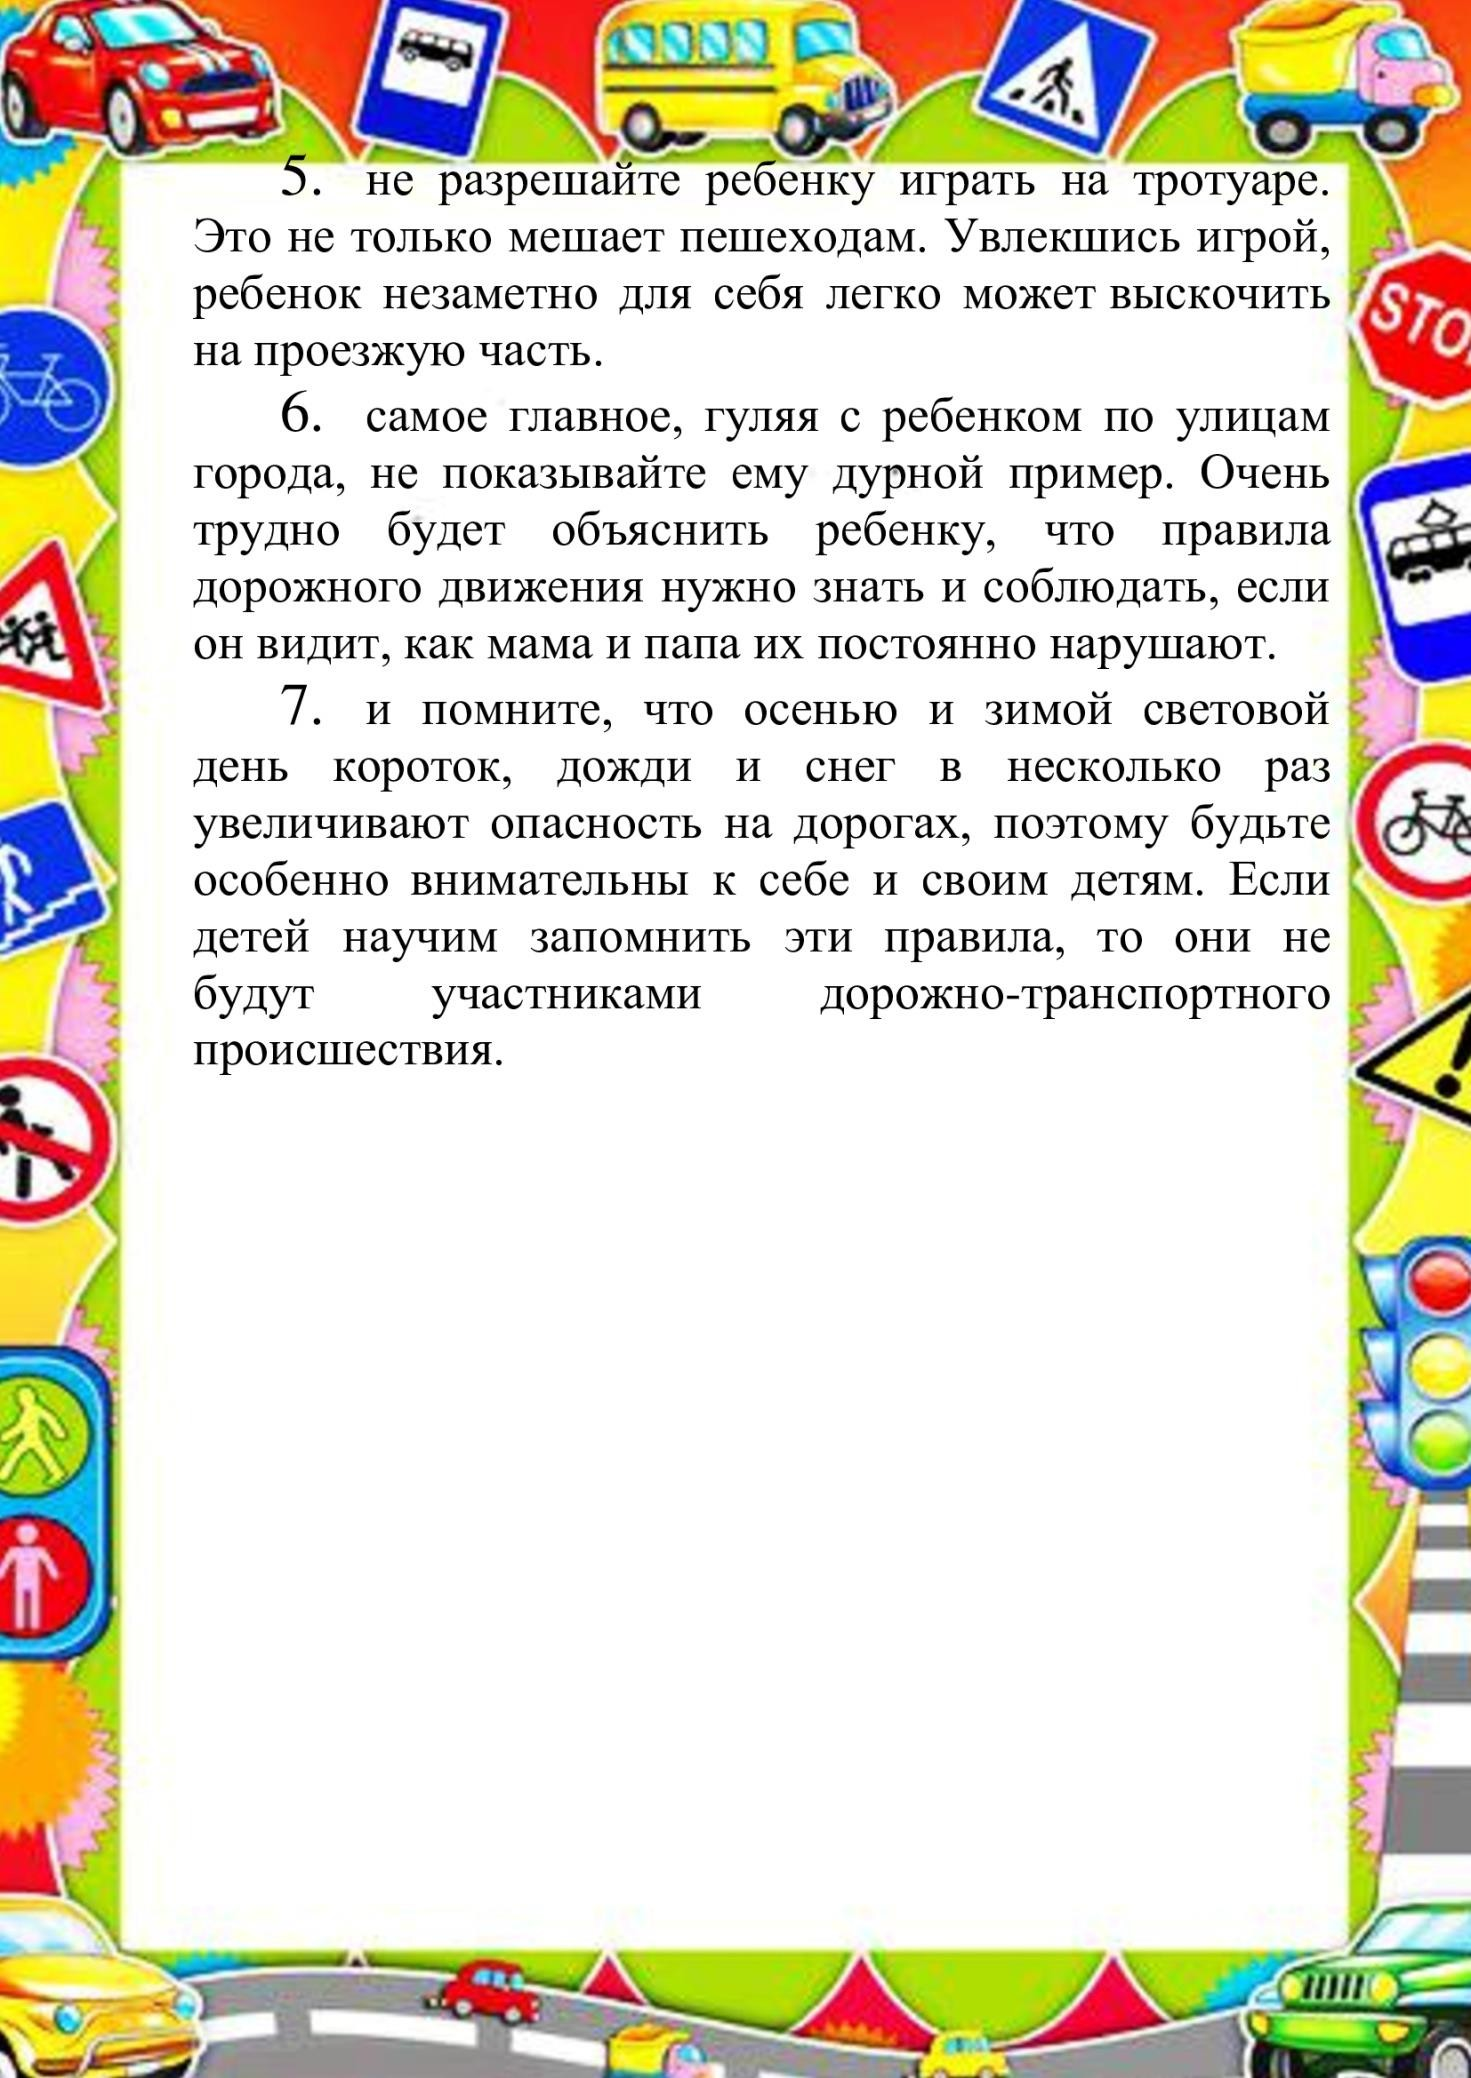 5. не разрешайте ребенку играть на тротуаре.
Это не только мешает пешеходам. Увлекшись игрой,
ребенок незаметно для себя легко может выскочить
на проезжую часть.
6. самое главное, гуляя с ребенком по улицам
города, не показывайте ему дурной пример. Очень
трудно будет объяснить ребенку, что правила
дорожного движения нужно знать и соблюдать, если
он видит, как мама и папа их постоянно нарушают.
7. и помните, что осенью и зимой световой
день короток, дожди и снег в несколько раз
увеличивают опасность на дорогах, поэтому будьте
особенно внимательны к себе и своим детям. Если
детей научим запомнить эти правила, то они не
будут участниками дорожно-транспортного
происшествия.
STO